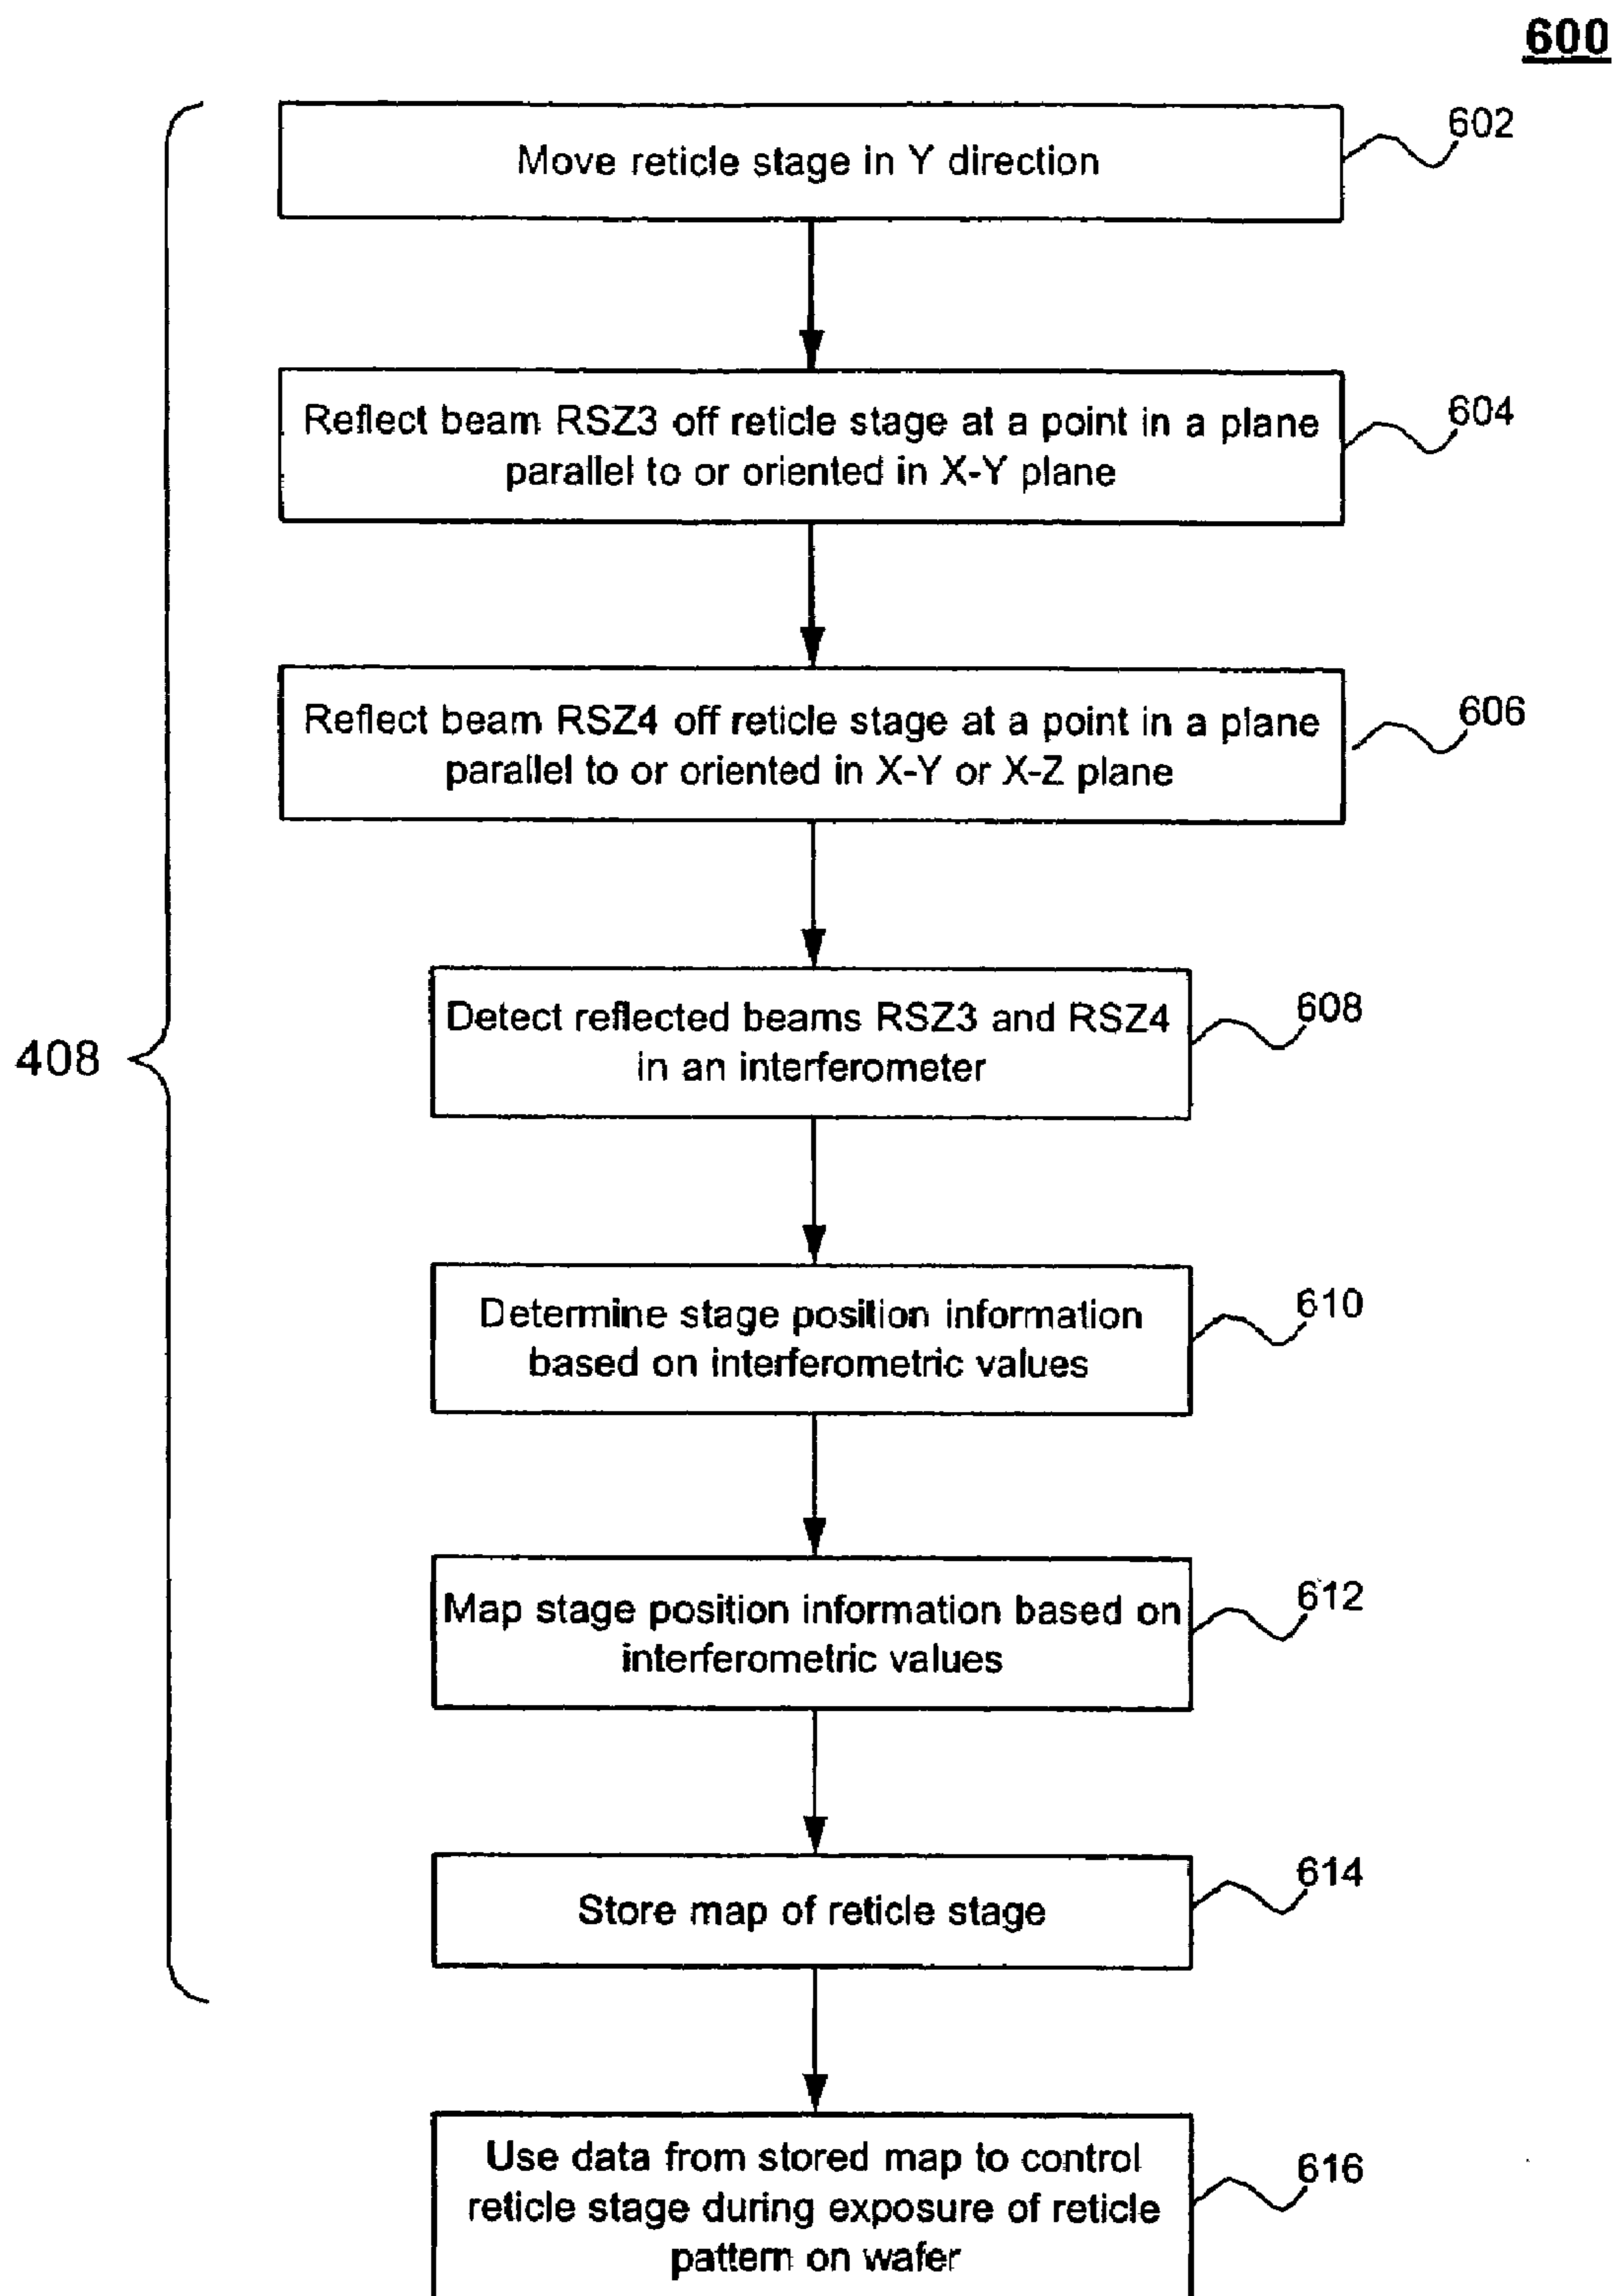 600
Move reticle stage in Y direction
602
Reflect beam RSZ3 off reticle stage at a point in a plane
parallel to or oriented in X-Y plane
604
Reflect beam RSZ4 off reticle stage at a point in a plane
parallel to or oriented in X-Y or X-Z plane
606
Detect reflected beams RSZ3 and RSZ4
in an interferometer
608
408
Determine stage position information
based on interferometric values
610
Map stage position information based on
interferometric values
612
Store map of reticle stage
614
Use data from stored map to control
reticle stage during exposure of reticle
pattern on wafer
616